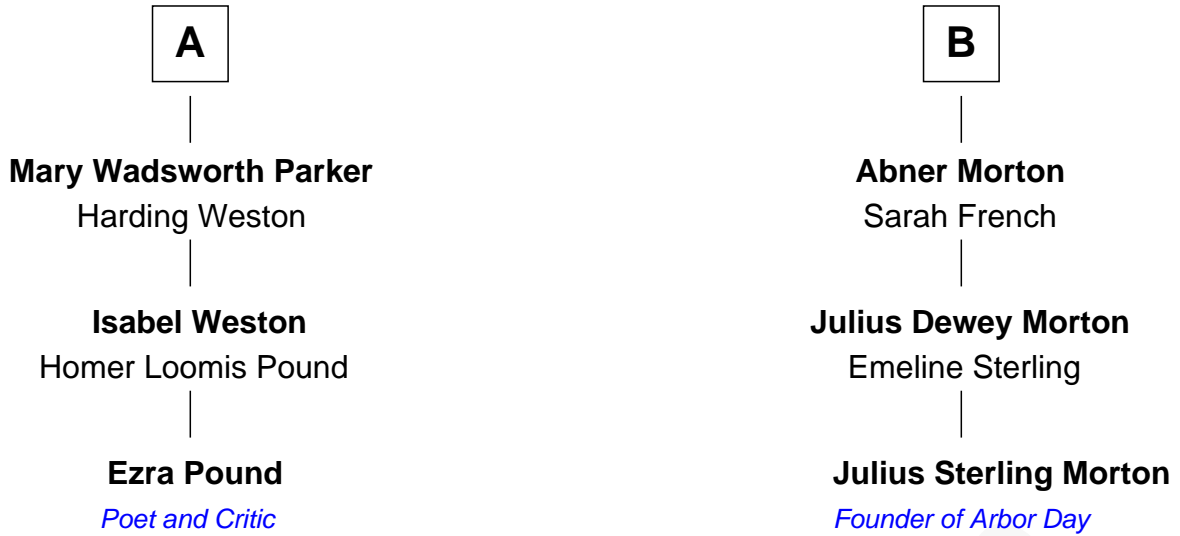 A
Mary Wadsworth Parker
Harding Weston
Isabel Weston
Homer Loomis Pound
Ezra Pound
Poet and Critic
B
Abner Morton
Sarah French
Julius Dewey Morton
Emeline Sterling
Julius Sterling Morton
Founder of Arbor Day